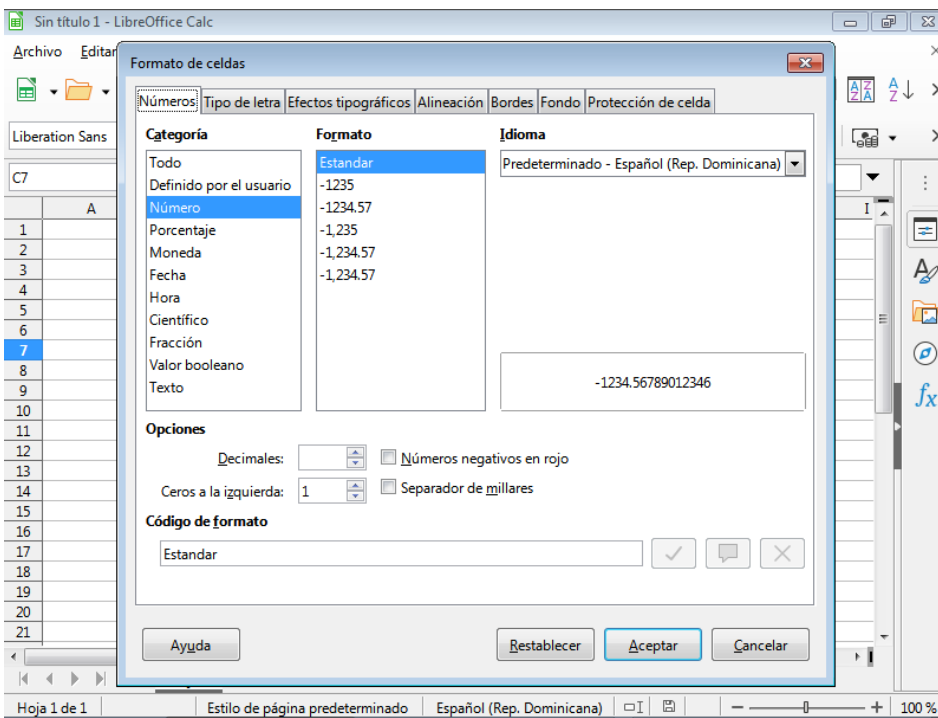 Sin título 1 - LibreOffice Calc
Archivo Editar
Liberation Sans
C7
A
I
1
2
3
4
5
6
7
8
9
10
11
12
13
14
15
16
17
18
19
20
21
Formato de celdas
Números Tipo de letra Efectos tipográficos Alineación Bordes Fondo Protección de celda
Categoría Formato Idioma
Todo Estandar Predeterminado - Español (Rep. Dominicana)
Definido por el usuario -1235
Número -1234.57
Porcentaje -1,235
Moneda -1,234.57
Fecha -1,234.57
Hora
Científico
Fracción
Valor booleano
Texto
-1234.56789012346
Opciones
Decimales: Números negativos en rojo
Ceros a la izquierda: 1 Separador de millares
Código de formato
Estandar
Ayuda Restablecer Aceptar Cancelar
Hoja 1 de 1 Estilo de página predeterminado Español (Rep. Dominicana) 100 %